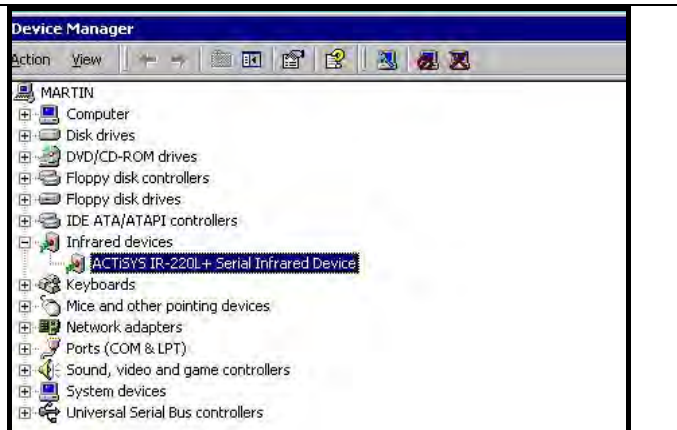 Device Manager
Action View
MARTIN
Computer
Disk drives
DVD/CD-ROM drives
Floppy disk controllers
Floppy disk drives
IDE ATA/ATAPI controllers
Infrared devices
ACTiSYS IR-220L+ Serial Infrared Device
Keyboards
Mice and other pointing devices
Network adapters
Ports (COM & LPT)
Sound, video and game controllers
System devices
Universal Serial Bus controllers